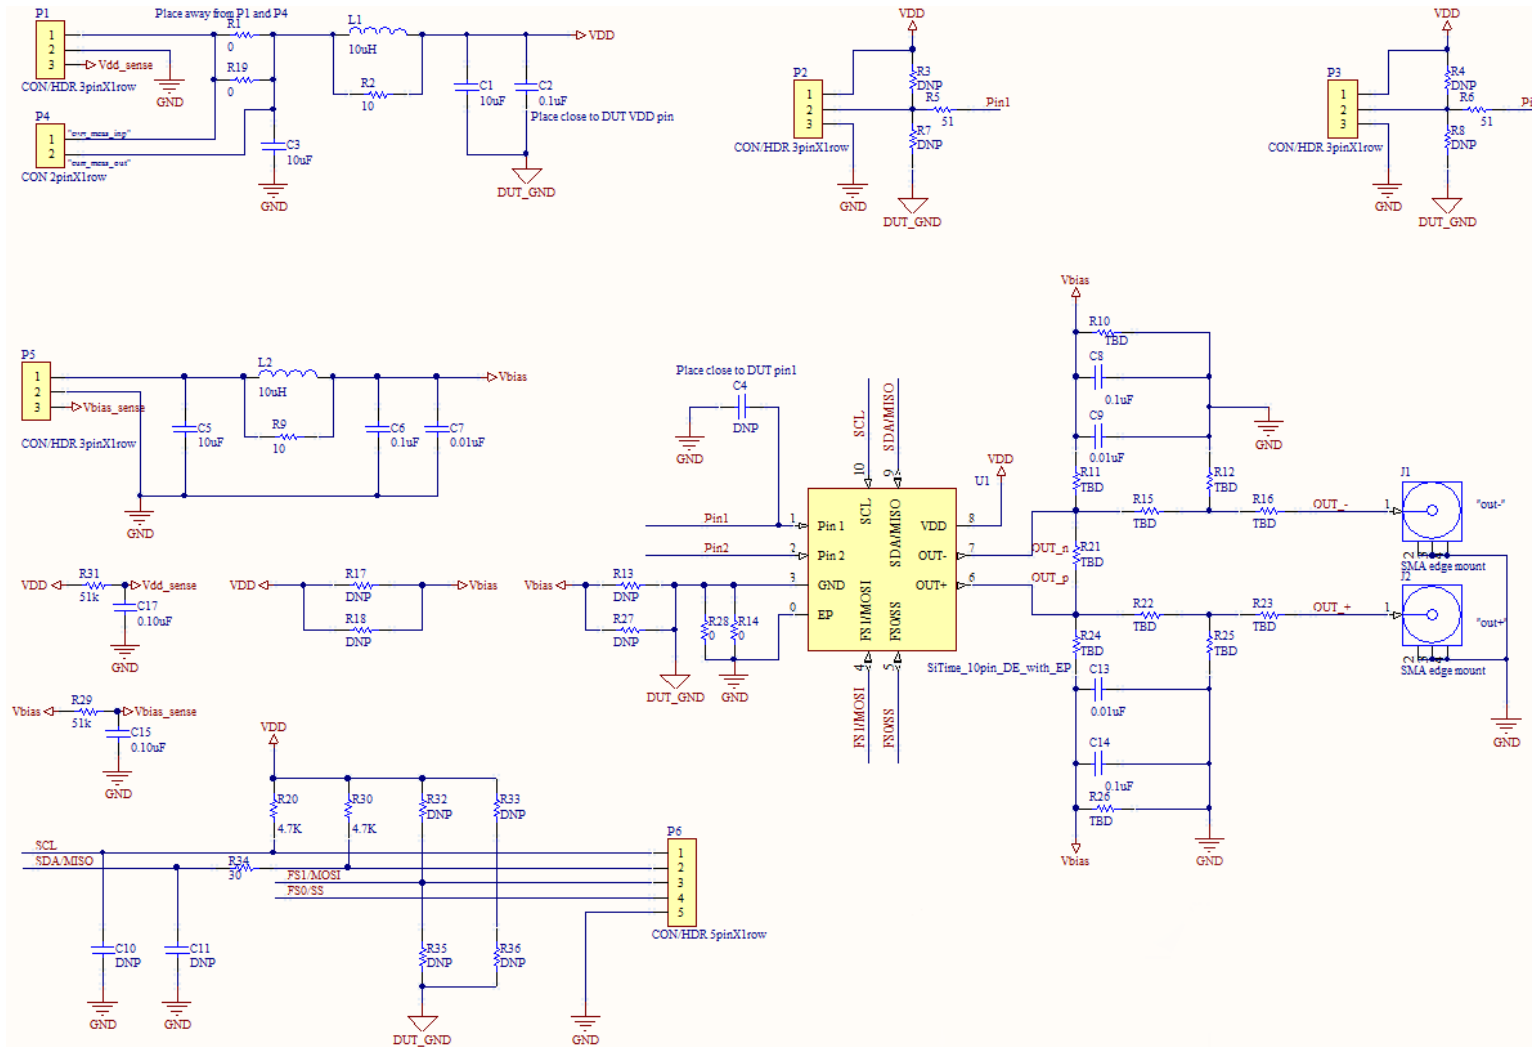 P1
Place away from P1 and P4
R1
0
1
2
3
Vdd_sense
CON/HDR 3pinX1row
GND
R19
0
L1
10uH
R2
10
C1
10uF
C2
0.1uF
VDD
Place close to DUT VDD pin
DUT_GND
P4
1
2
"curr_meas_inp"
"curr_meas_out"
CON 2pinX1row
C3
10uF
GND
VDD
P2
1
2
3
CON/HDR 3pinX1row
R3
DNP
R5
51
Pin1
R7
DNP
GND
DUT_GND
VDD
P3
1
2
3
CON/HDR 3pinX1row
R4
DNP
R6
51
Pi
R8
DNP
GND
DUT_GND
P5
1
2
3
Vbias_sense
CON/HDR 3pinX1row
L2
10uH
R9
10
C5
10uF
C6
0.1uF
C7
0.01uF
Vbias
GND
Place close to DUT pin1
C4
DNP
GND
SCL
SDA/MISO
10
9
U1
VDD
Pin1
1
Pin 1
Pin2
2
Pin 2
3
GND
0
EP
SCL
SDA/MISO
FS1/MOSI
FS0/SS
VDD
8
OUT-
7
OUT+
6
4
5
FS1/MOSI
FS0/SS
SiTime_10pin_DE_with_EP
OUT_n
OUT_p
Vbias
R10
TBD
C8
0.1uF
C9
0.01uF
GND
R11
TBD
R12
TBD
R15
TBD
R16
TBD
OUT_-
1
J1
"out-"
2
3
4
SMA edge mount
R21
TBD
R22
TBD
R23
TBD
OUT_+
1
J2
"out+"
2
3
4
SMA edge mount
GND
R24
TBD
R25
TBD
C13
0.01uF
C14
0.1uF
R26
TBD
Vbias
GND
VDD
R31
51k
Vdd_sense
C17
0.10uF
GND
VDD
R17
DNP
R18
DNP
Vbias
Vbias
R13
DNP
R27
DNP
R28
0
R14
0
DUT_GND
GND
Vbias
R29
51k
Vbias_sense
C15
0.10uF
GND
VDD
R20
4.7K
R30
4.7K
R32
DNP
R33
DNP
SCL
SDA/MISO
R34
30
FS1/MOSI
FS0/SS
P6
1
2
3
4
5
CON/HDR 5pinX1row
C10
DNP
C11
DNP
R35
DNP
R36
DNP
GND
GND
DUT_GND
GND